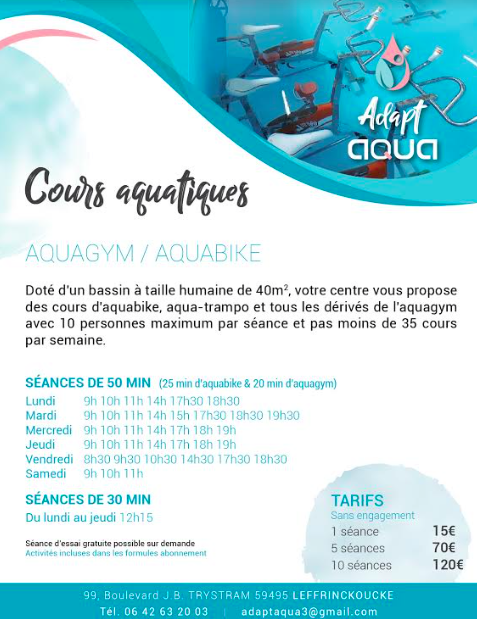 Adapt
aqua
Cours aquatiques
AQUAGYM / AQUABIKE
Doté d'un bassin à taille humaine de 40m², votre centre vous propose
des cours d'aquabike, aqua-trampo et tous les dérivés de l'aquagym
avec 10 personnes maximum par séance et pas moins de 35 cours
par semaine.
SÉANCES DE 50 MIN (25 min d'aquabike & 20 min d'aquagym)
Lundi 9h 10h 11h 14h 17h30 18h30
Mardi 9h 10h 11h 14h 15h 17h30 18h30 19h30
Mercredi 9h 10h 11h 14h 17h 18h 19h
Jeudi 9h 10h 11h 14h 17h 18h 19h
Vendredi 8h30 9h30 10h30 14h30 17h30 18h30
Samedi 9h 10h 11h
SÉANCES DE 30 MIN
Du lundi au jeudi 12h15
Séance d'essai gratuite possible sur demande
Activités incluses dans les formules abonnement
TARIFS
Sans engagement
1 séance 15€
5 séances 70€
10 séances 120€
99, Boulevard J.B. TRYSTRAM 59495 LEFFRINCKOUCKE
Tél. 06 42 63 20 03 | adaptaqua3@gmail.com